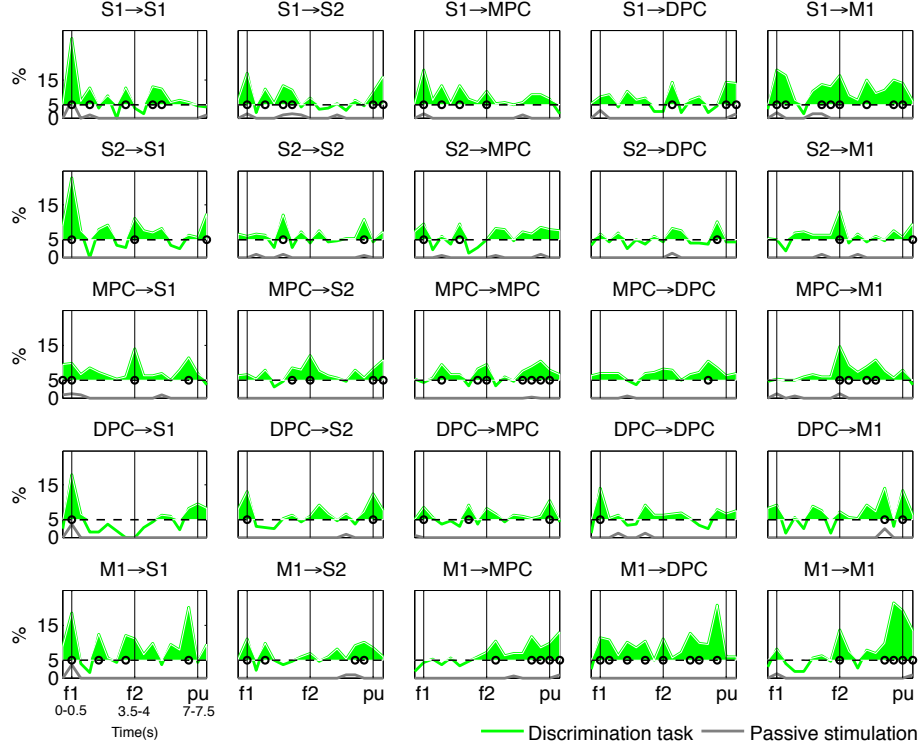 S1→S1 S1→S2 S1→MPC S1→DPC S1→M1
%
15
5
0
S2→S1 S2→S2 S2→MPC S2→DPC S2→M1
%
15
5
0
MPC→S1 MPC→S2 MPC→MPC MPC→DPC MPC→M1
%
15
5
0
DPC→S1 DPC→S2 DPC→MPC DPC→DPC DPC→M1
%
15
5
0
M1→S1 M1→S2 M1→MPC M1→DPC M1→M1
%
15
5
0
f1 f2 pu f1 f2 pu f1 f2 pu f1 f2 pu f1 f2 pu
0-0.5 3.5-4 7-7.5
Time(s)
Discrimination task Passive stimulation